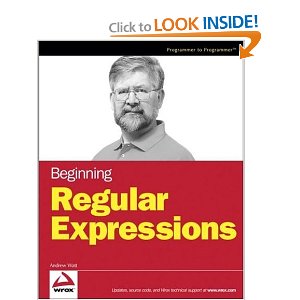 Click to LOOK INSIDE!
Programmer to Programmer™
Beginning
Regular
Expressions
Andrew Watt
wrox
Updates, source code, and Wrox technical support at www.wrox.com